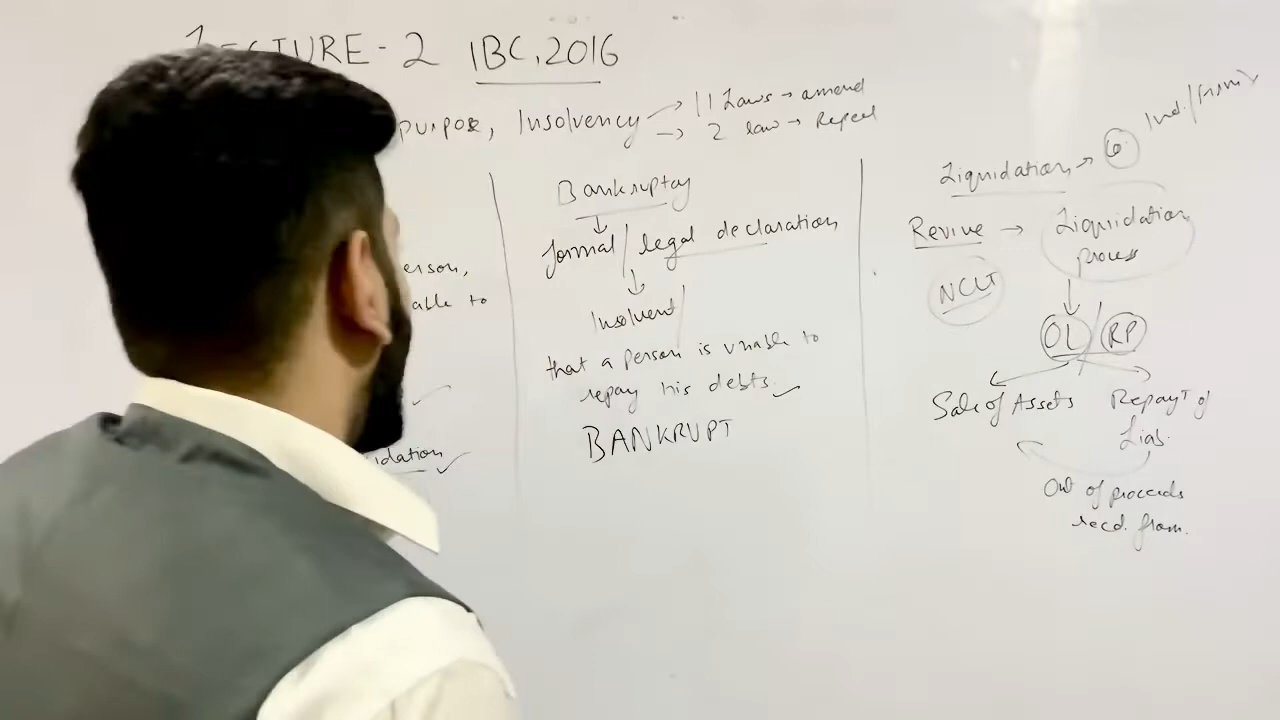 LECTURE - 2 IBC, 2016
purpose, Insolvency → 11 Laws → amend
→ 2 law → Repeal
erson,
able to
idation
Bankruptcy
formal / legal declaration
Insolvent
that a person is unable to
repay his debts
BANKRUPT
Liquidation → Co. Ind./firm
Revive → Liquidation
process
NCLT
OL / RP
Sale of Assets
Repayt of
Liab.
Out of proceeds
recd. from.